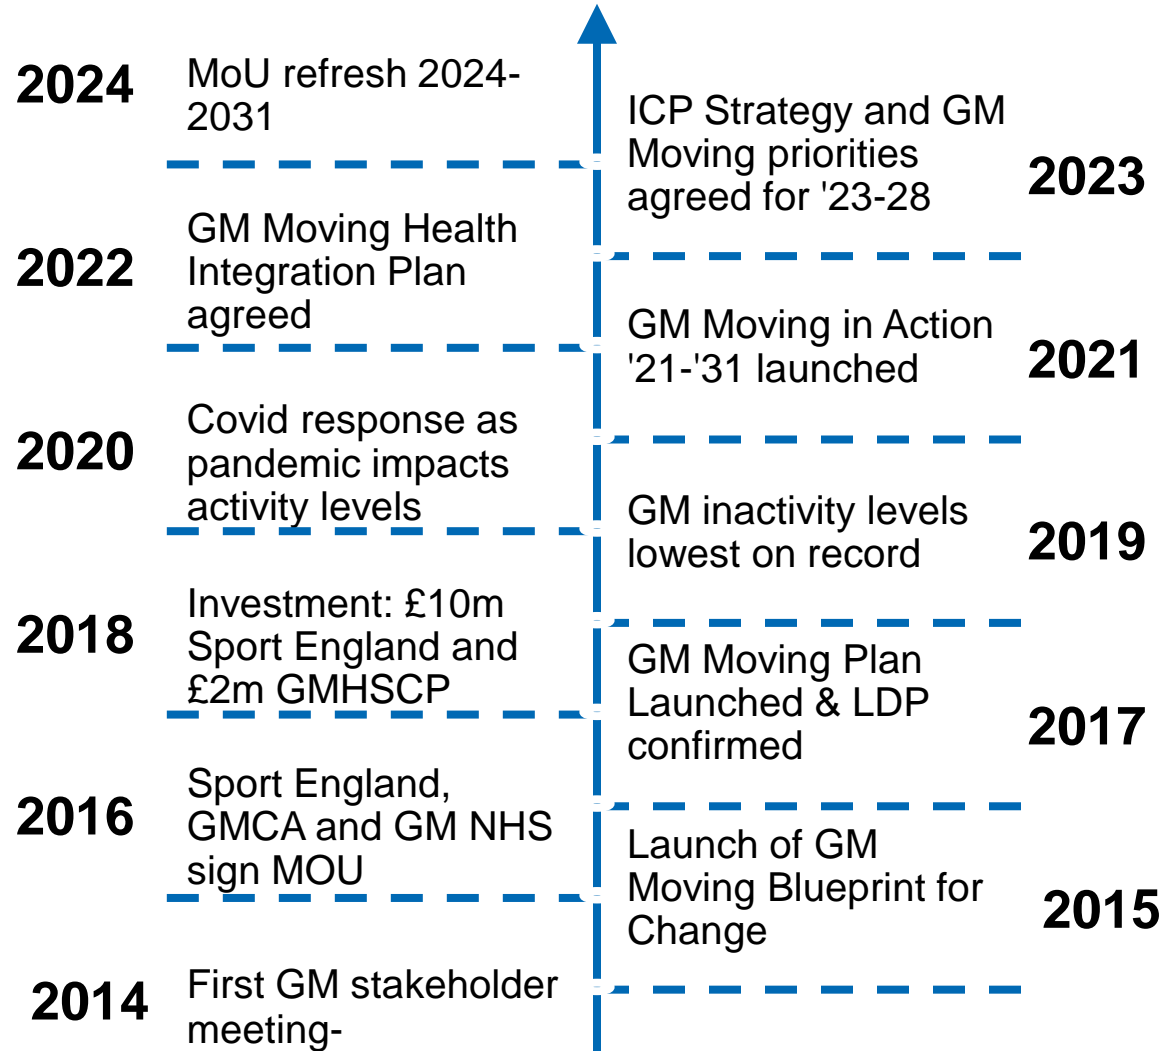 2024
MoU refresh 2024-
2031
ICP Strategy and GM
Moving priorities
agreed for '23-28
2023
2022
GM Moving Health
Integration Plan
agreed
GM Moving in Action
'21-'31 launched
2021
2020
Covid response as
pandemic impacts
activity levels
GM inactivity levels
lowest on record
2019
2018
Investment: £10m
Sport England and
£2m GMHSCP
GM Moving Plan
Launched & LDP
confirmed
2017
2016
Sport England,
GMCA and GM NHS
sign MOU
Launch of GM
Moving Blueprint for
Change
2015
2014
First GM stakeholder
meeting-